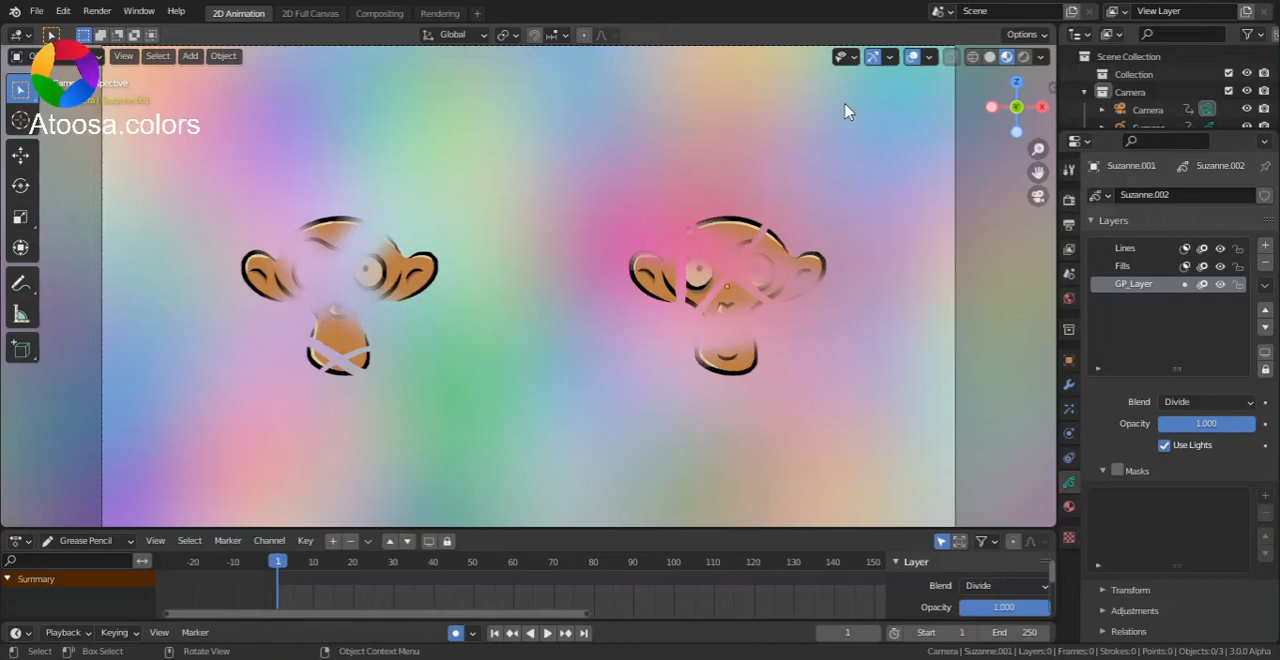 File Edit Render Window Help 2D Animation 2D Full Canvas Compositing Rendering + Scene View Layer
Global Options
View Select Add Object
Scene Collection
Collection
Camera
Camera
Atoosa.colors
Z
Y X
Suzanne.001 Suzanne.002
Suzanne.002
Layers
Lines
Fills
GP_Layer
Blend Divide
Opacity 1.000
Use Lights
Masks
Transform
Adjustments
Relations
Grease Pencil View Select Marker Channel Key
Summary
-20 -10 1 10 20 30 40 50 60 70 80 90 100 110 120 130 140 150
Layer
Blend Divide
Opacity 1.000
Playback Keying View Marker 1 Start 1 End 250
Select Box Select Rotate View Object Context Menu Camera | Suzanne.001 | Layers:0 | Frames:0 | Strokes:0 | Points:0 | Objects:0/3 | 3.0.0 Alpha